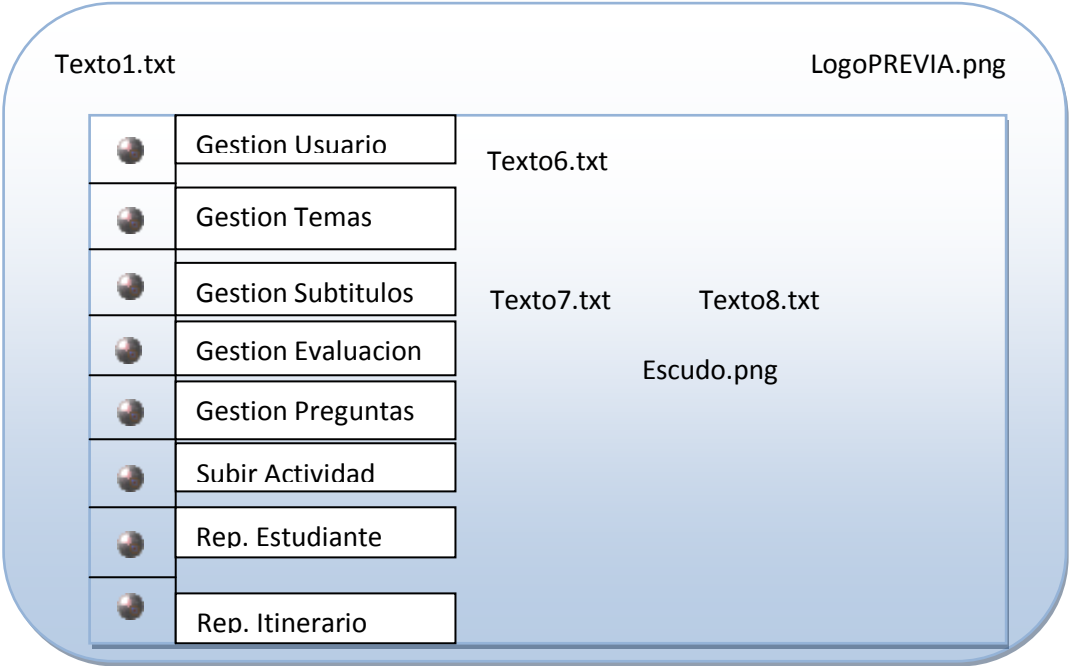 Texto1.txt
LogoPREVIA.png
Gestion Usuario
Texto6.txt
Gestion Temas
Gestion Subtitulos
Texto7.txt
Texto8.txt
Gestion Evaluacion
Escudo.png
Gestion Preguntas
Subir Actividad
Rep. Estudiante
Rep. Itinerario